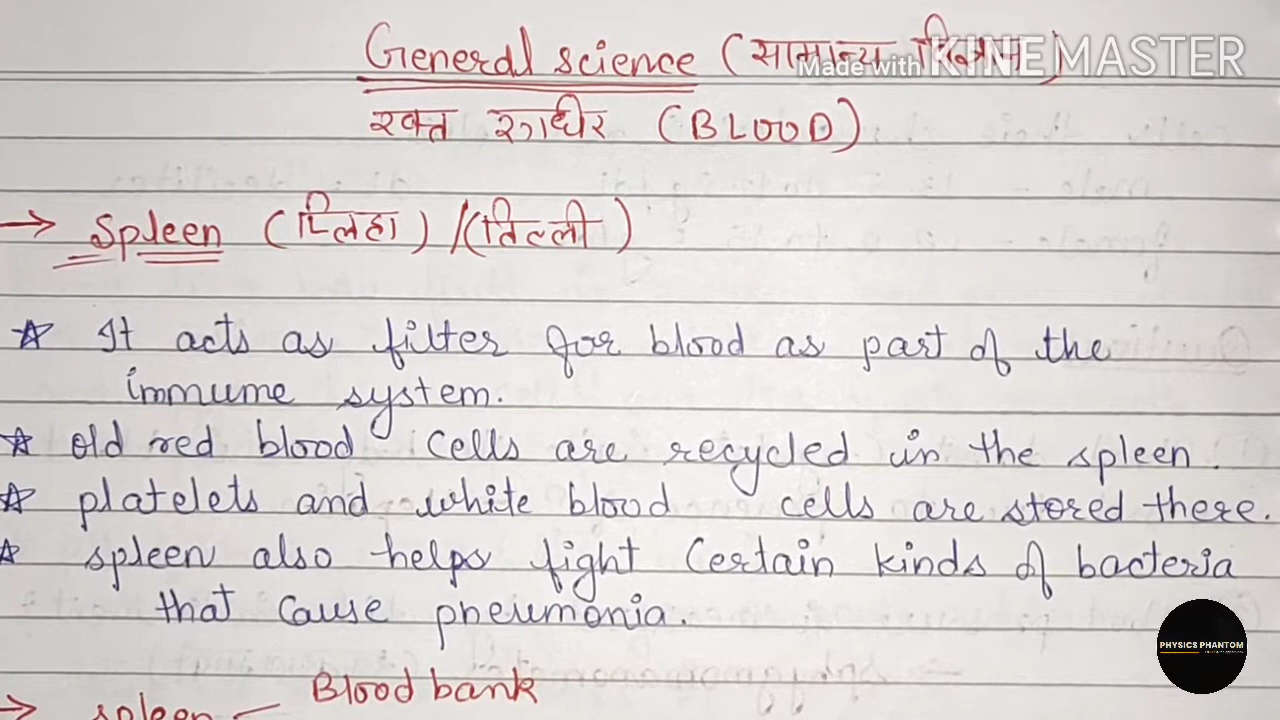 General science (सामान्य विज्ञान)
Made with KINEMASTER
रक्त रुधीर (BLOOD)
→ Spleen (प्लिहा) / (तिल्ली)
☆ It acts as filter for blood as part of the
immume system.
☆ old red blood cells are recycled in the spleen.
☆ platelets and white blood cells are stored there.
☆ spleen also helps fight certain kinds of bacteria
that cause pneumonia.
PHYSICS PHANTOM
Blood bank
→ spleen –